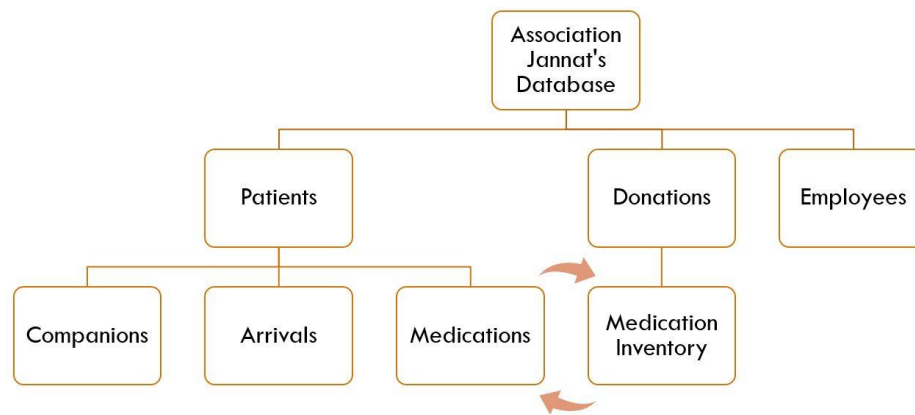 Association
Jannat's
Database
Patients
Donations
Employees
Companions
Arrivals
Medications
Medication
Inventory